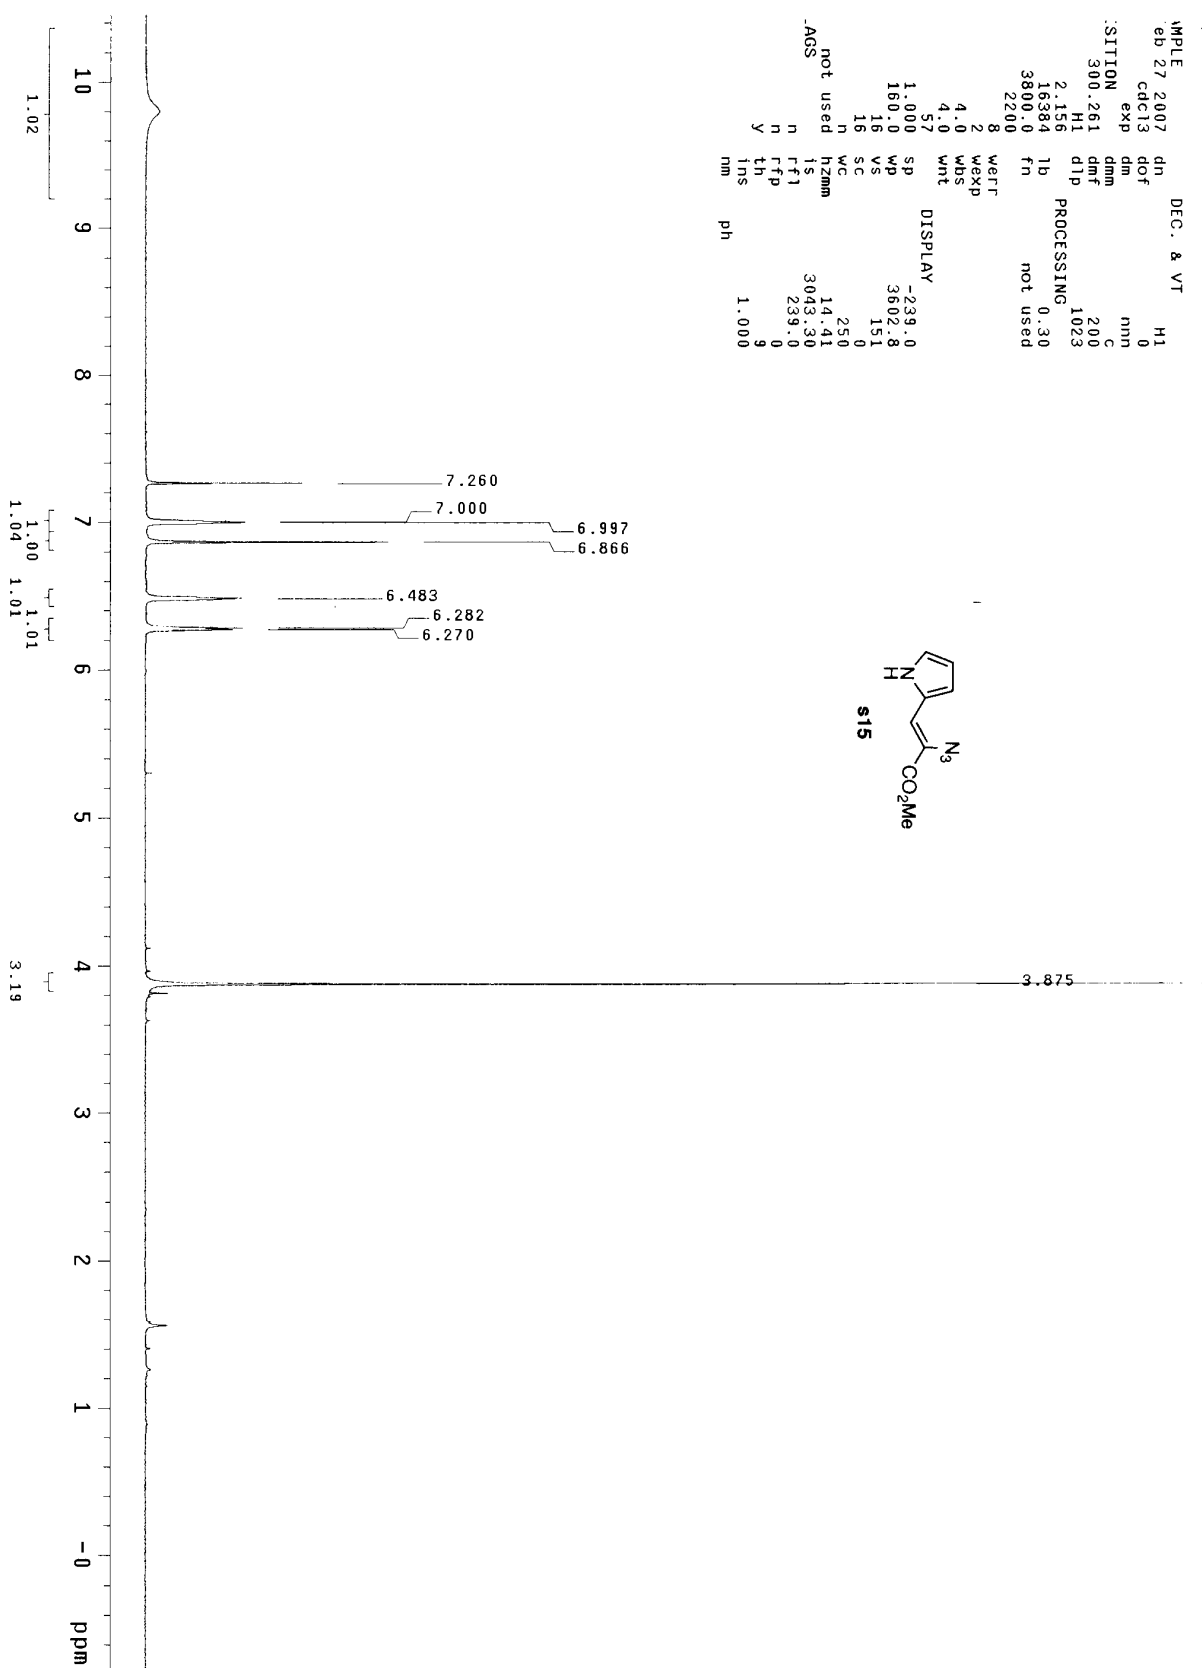 MPLE DEC. & VT
eb 27 2007 dn H1
cdcl3 dof 0
exp dm nnn
SITION dmm c
300.261 dmf 200
H1 dlp 1023
2.156 PROCESSING
16384 lb 0.30
3800.0 fn not used
2200
8 werr
2 wexp
4.0 wbs
4.0 wnt
57 DISPLAY
1.000 sp -239.0
160.0 wp 3602.8
16 vs 151
16 sc 0
n wc 250
not used hzmm 14.41
AGS is 3043.30
n rfl 239.0
n rfp 0
y th 9
ins 1.000
nm ph
N3
CO2Me
N
H
s15
7.260
7.000
6.997
6.866
6.483
6.282
6.270
3.875
10 9 8 7 6 5 4 3 2 1 -0 ppm
1.02
1.04
1.00
1.01
1.01
3.19